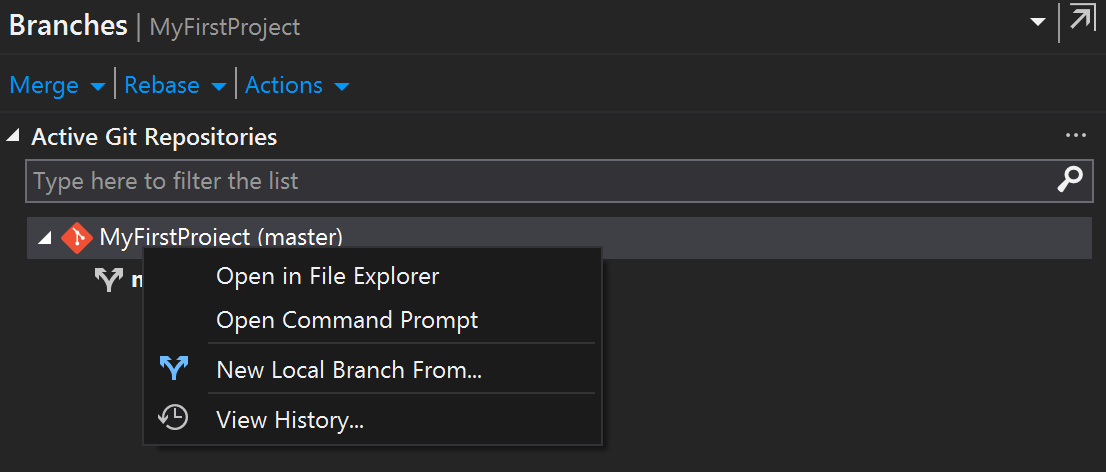 Branches | MyFirstProject
Merge | Rebase | Actions
Active Git Repositories ...
Type here to filter the list
MyFirstProject (master)
Open in File Explorer
Open Command Prompt
New Local Branch From...
View History...